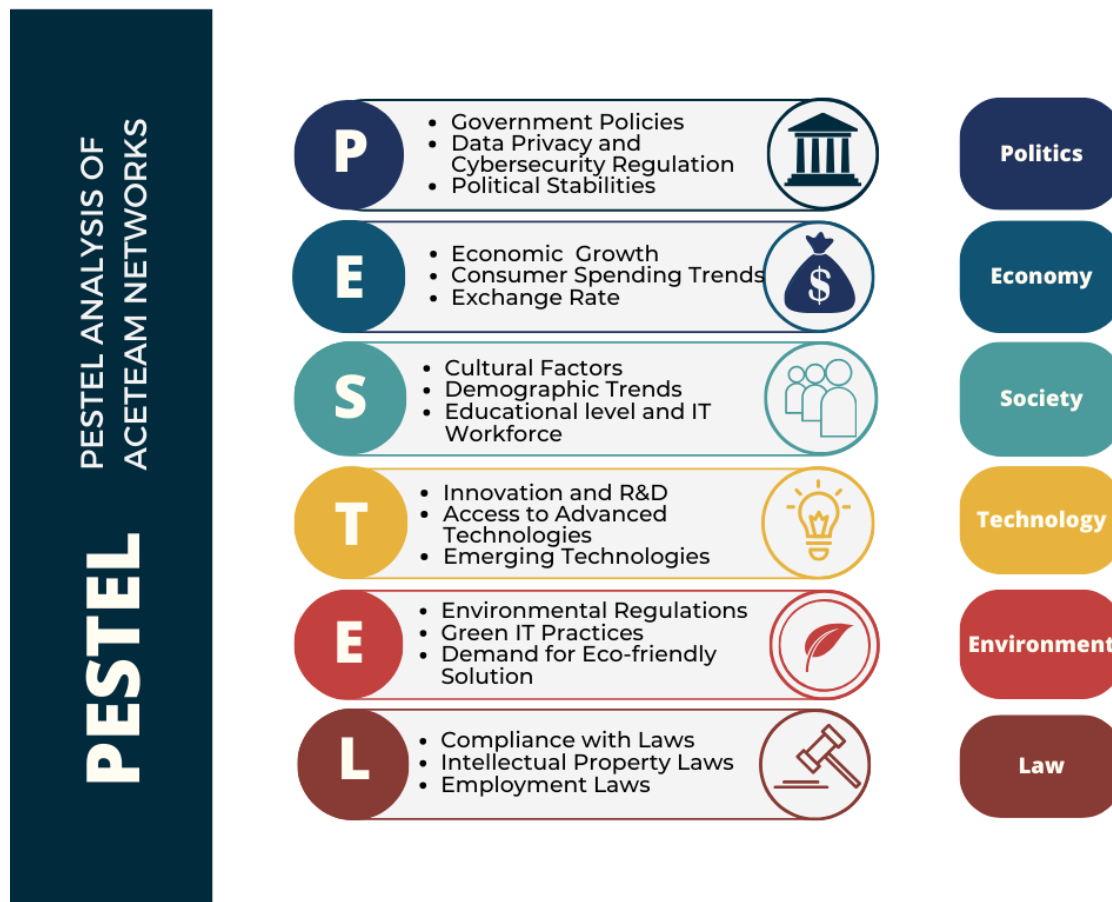 PESTEL ANALYSIS OF
ACETEAM NETWORKS
PESTEL
P
• Government Policies
• Data Privacy and
Cybersecurity Regulation
• Political Stabilities
Politics
E
• Economic  Growth
• Consumer Spending Trends
• Exchange Rate
$
Economy
S
• Cultural Factors
• Demographic Trends
• Educational level and IT
Workforce
Society
T
• Innovation and R&D
• Access to Advanced
Technologies
• Emerging Technologies
Technology
E
• Environmental Regulations
• Green IT Practices
• Demand for Eco-friendly
Solution
Environment
L
• Compliance with Laws
• Intellectual Property Laws
• Employment Laws
Law